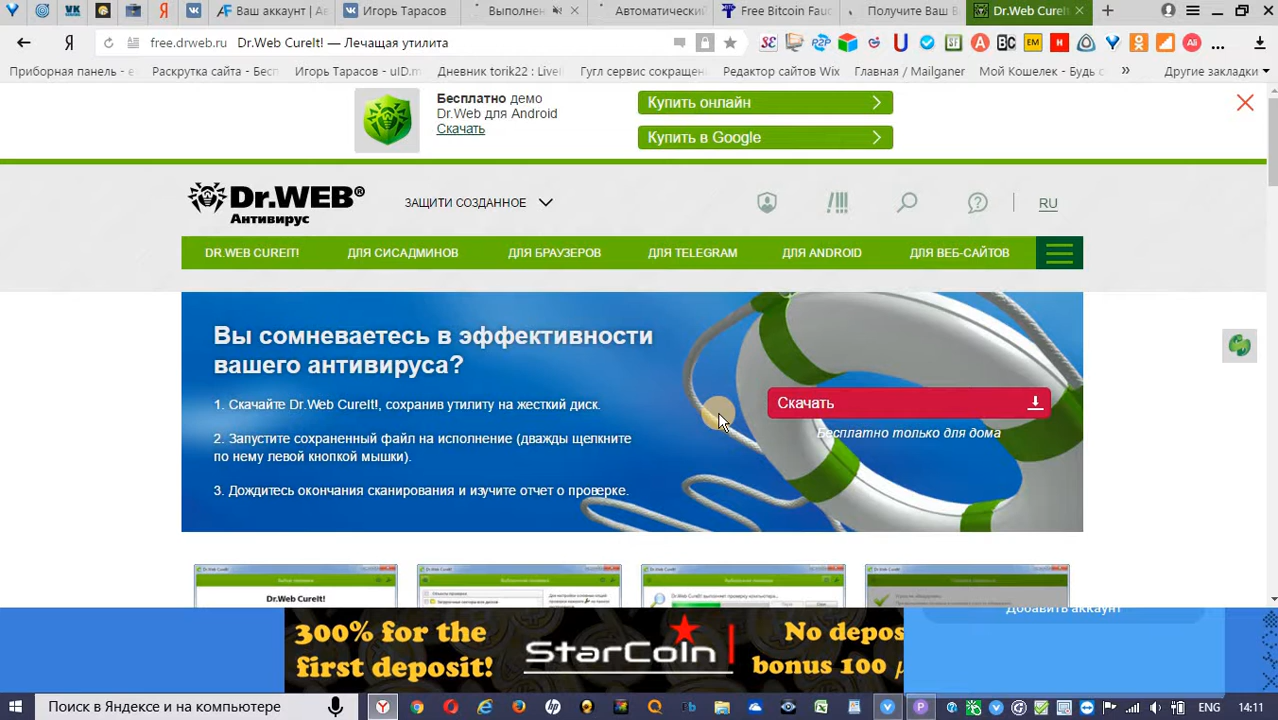 Ваш аккаунт | Ав
Игорь Тарасов
Выполнен
Автоматический
Free Bitcoin Fauc
Получите Ваш В
Dr.Web CureIt
free.drweb.ru Dr.Web CureIt! — Лечащая утилита
Приборная панель - е
Раскрутка сайта - Бесп
Игорь Тарасов - uID.m
Дневник torik22 : LiveI
Гугл сервис сокращени
Редактор сайтов Wix
Главная / Mailganer
Мой Кошелек - Будь с
Другие закладки
Бесплатно демо
Dr.Web для Android
Скачать
Купить онлайн
Купить в Google
Dr.WEB®
Антивирус
ЗАЩИТИ СОЗДАННОЕ
RU
DR.WEB CUREIT!
ДЛЯ СИСАДМИНОВ
ДЛЯ БРАУЗЕРОВ
ДЛЯ TELEGRAM
ДЛЯ ANDROID
ДЛЯ ВЕБ-САЙТОВ
Вы сомневаетесь в эффективности
вашего антивируса?
1. Скачайте Dr.Web CureIt!, сохранив утилиту на жесткий диск.
2. Запустите сохраненный файл на исполнение (дважды щелкните
по нему левой кнопкой мышки).
3. Дождитесь окончания сканирования и изучите отчет о проверке.
Скачать
Бесплатно только для дома
Dr.Web CureIt!
Добавить аккаунт
300% for the
first deposit!
StarCoin
No depos
bonus 100
Поиск в Яндексе и на компьютере
ENG
14:11